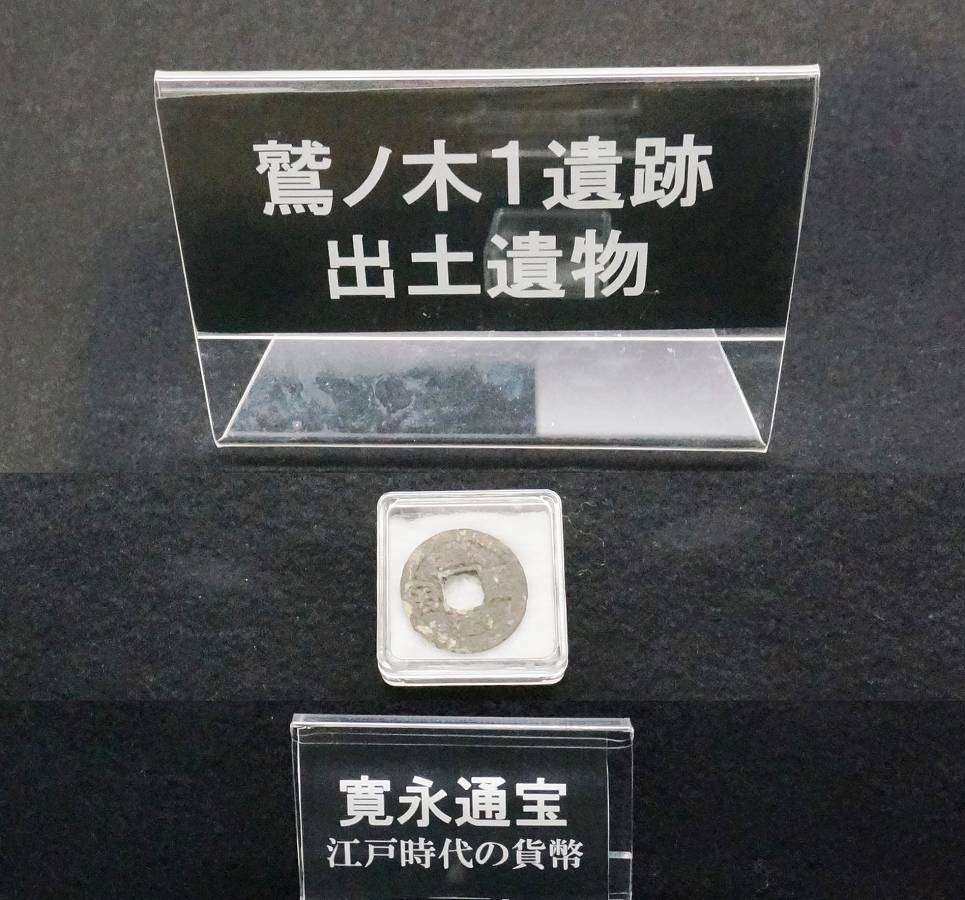 鷲ノ木1遺跡
出土遺物
寛永通宝
江戸時代の貨幣